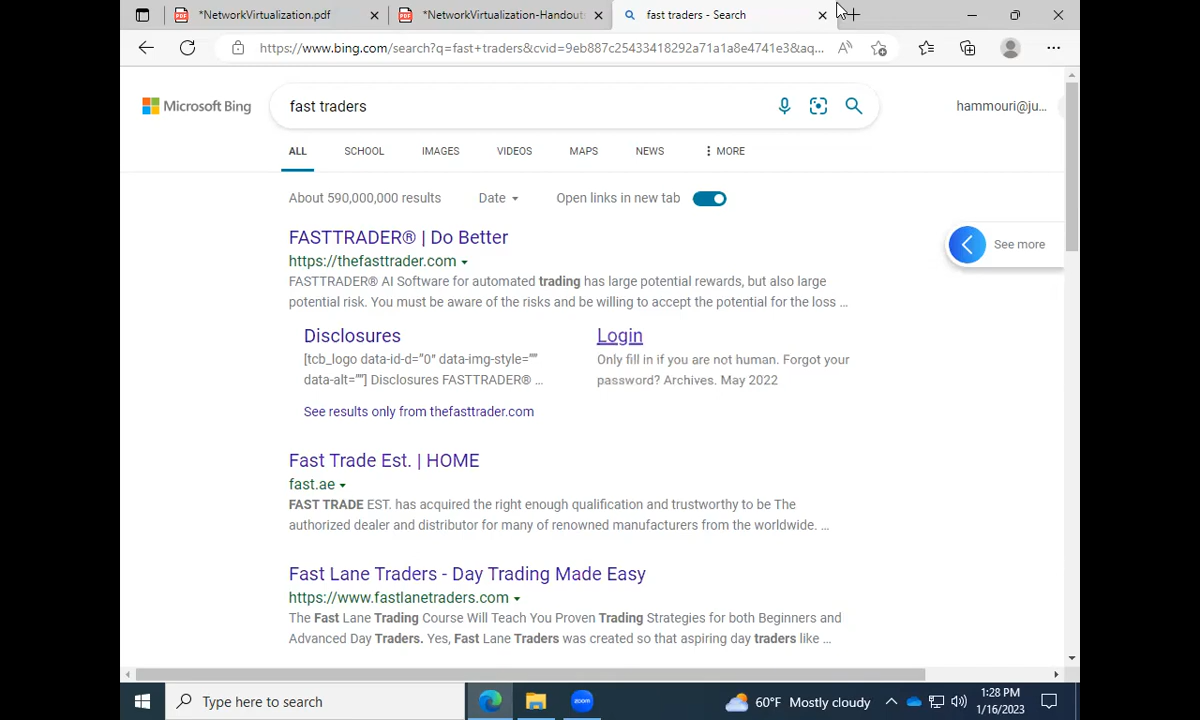 *NetworkVirtualization.pdf
*NetworkVirtualization-Handout
fast traders - Search
https://www.bing.com/search?q=fast+traders&cvid=9eb887c25433418292a71a1a8e4741e3&aq...
Microsoft Bing
fast traders
hammouri@ju...
ALL
SCHOOL
IMAGES
VIDEOS
MAPS
NEWS
MORE
About 590,000,000 results
Date
Open links in new tab
FASTTRADER® | Do Better
https://thefasttrader.com
FASTTRADER® AI Software for automated trading has large potential rewards, but also large
potential risk. You must be aware of the risks and be willing to accept the potential for the loss ...
See more
Disclosures
[tcb_logo data-id-d="0" data-img-style=""
data-alt=""] Disclosures FASTTRADER® ...
Login
Only fill in if you are not human. Forgot your
password? Archives. May 2022
See results only from thefasttrader.com
Fast Trade Est. | HOME
fast.ae
FAST TRADE EST. has acquired the right enough qualification and trustworthy to be The
authorized dealer and distributor for many of renowned manufacturers from the worldwide. ...
Fast Lane Traders - Day Trading Made Easy
https://www.fastlanetraders.com
The Fast Lane Trading Course Will Teach You Proven Trading Strategies for both Beginners and
Advanced Day Traders. Yes, Fast Lane Traders was created so that aspiring day traders like ...
Type here to search
zoom
60°F Mostly cloudy
1:28 PM
1/16/2023